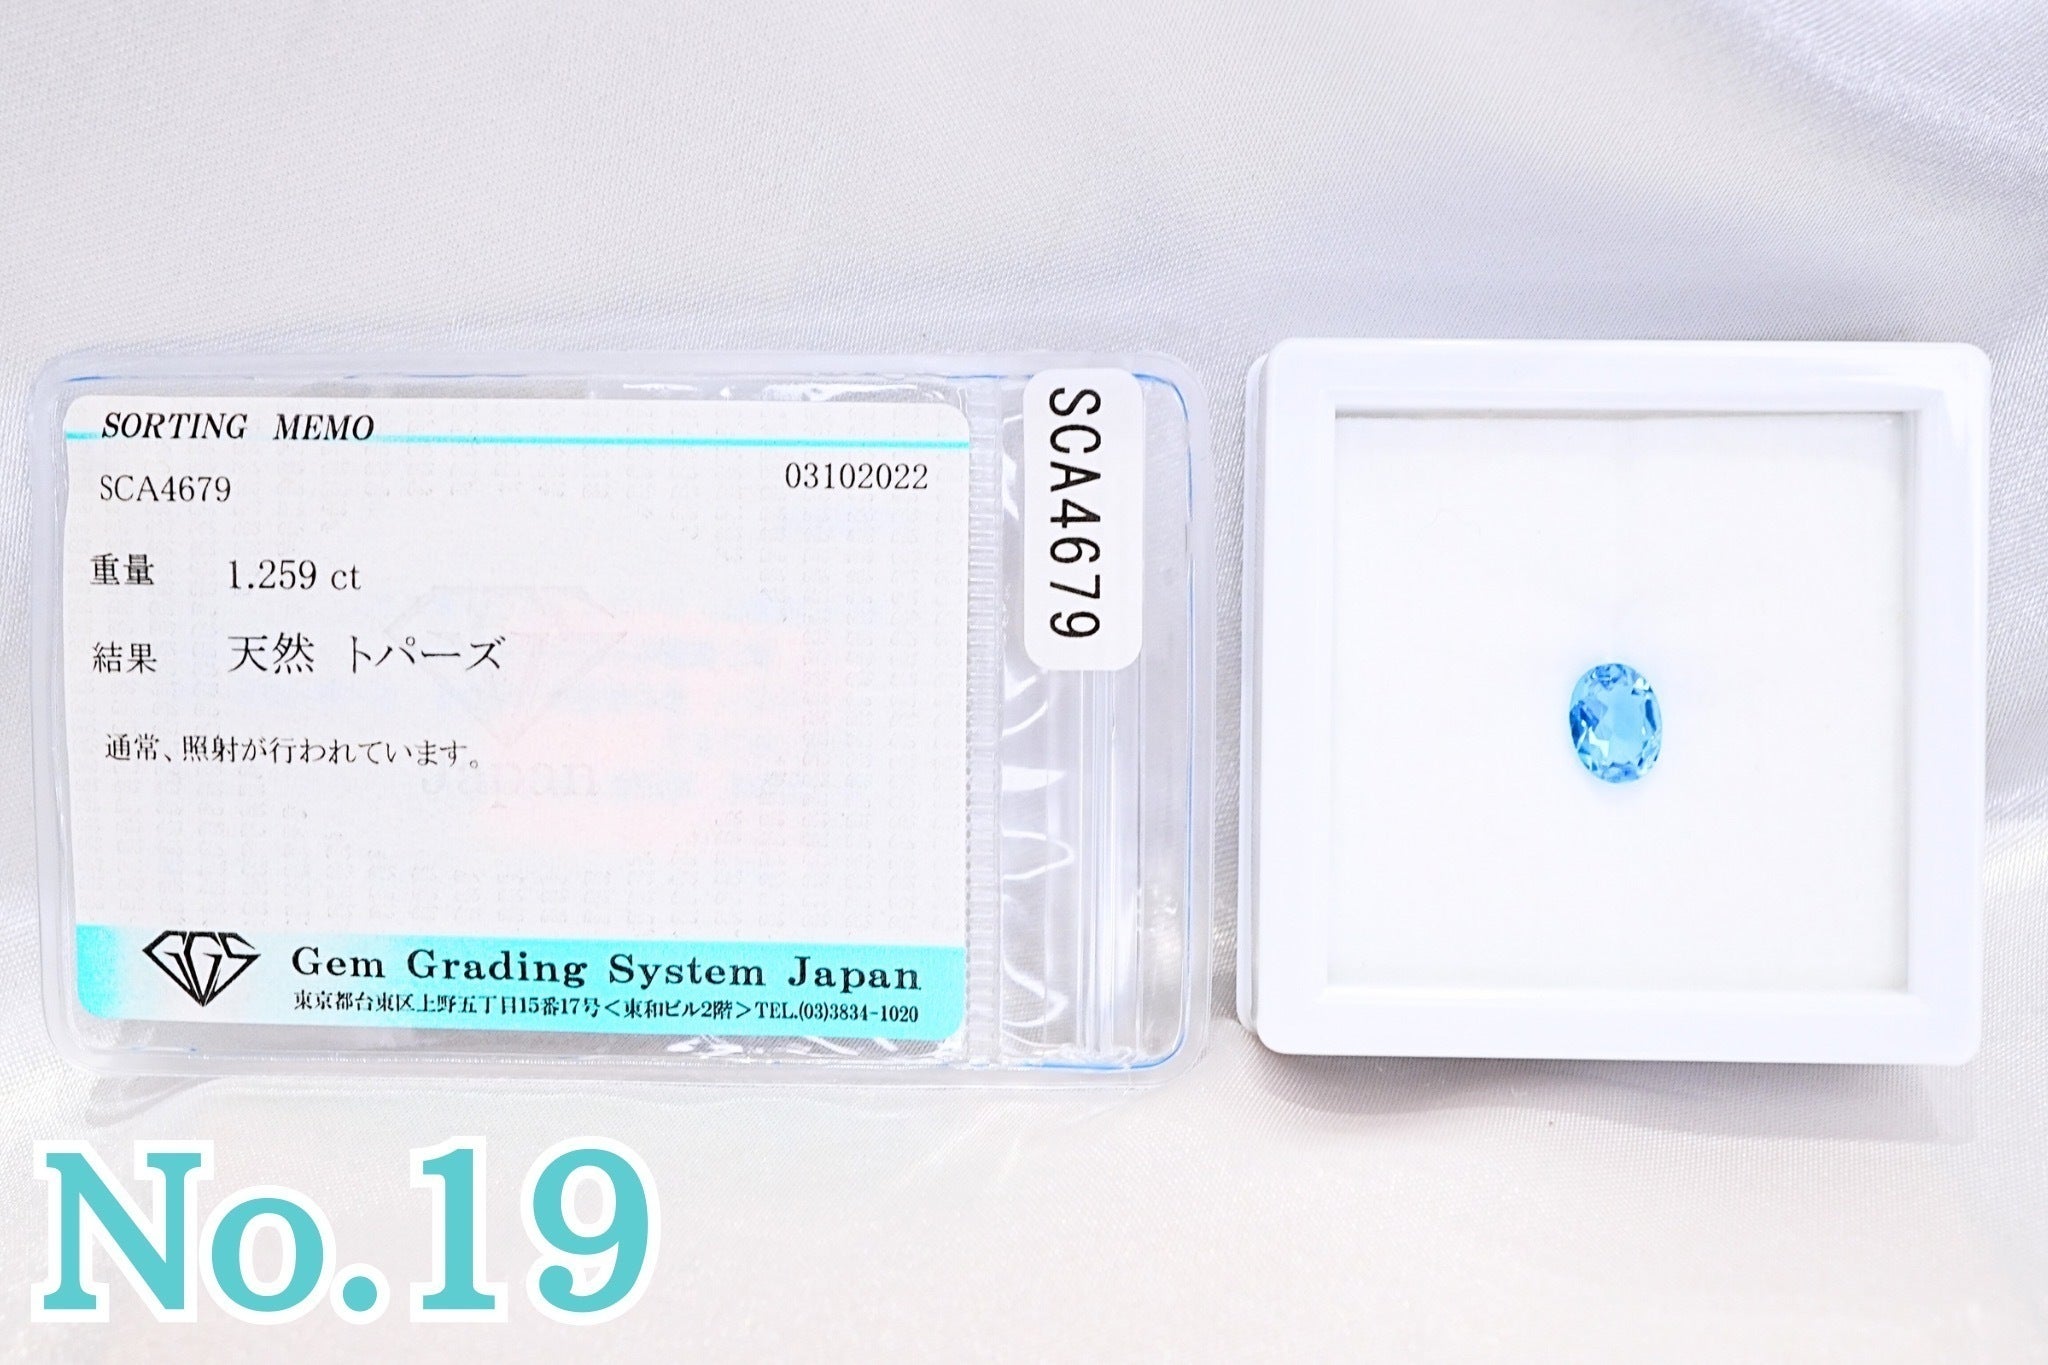 SORTING MEMO
SCA4679
03102022
重量 1.259 ct
結果 天然 トパーズ
通常、照射が行われています。
Japan
GGS
Gem Grading System Japan
東京都台東区上野五丁目15番17号＜東和ビル2階＞TEL.(03)3834-1020
SCA4679
No.19